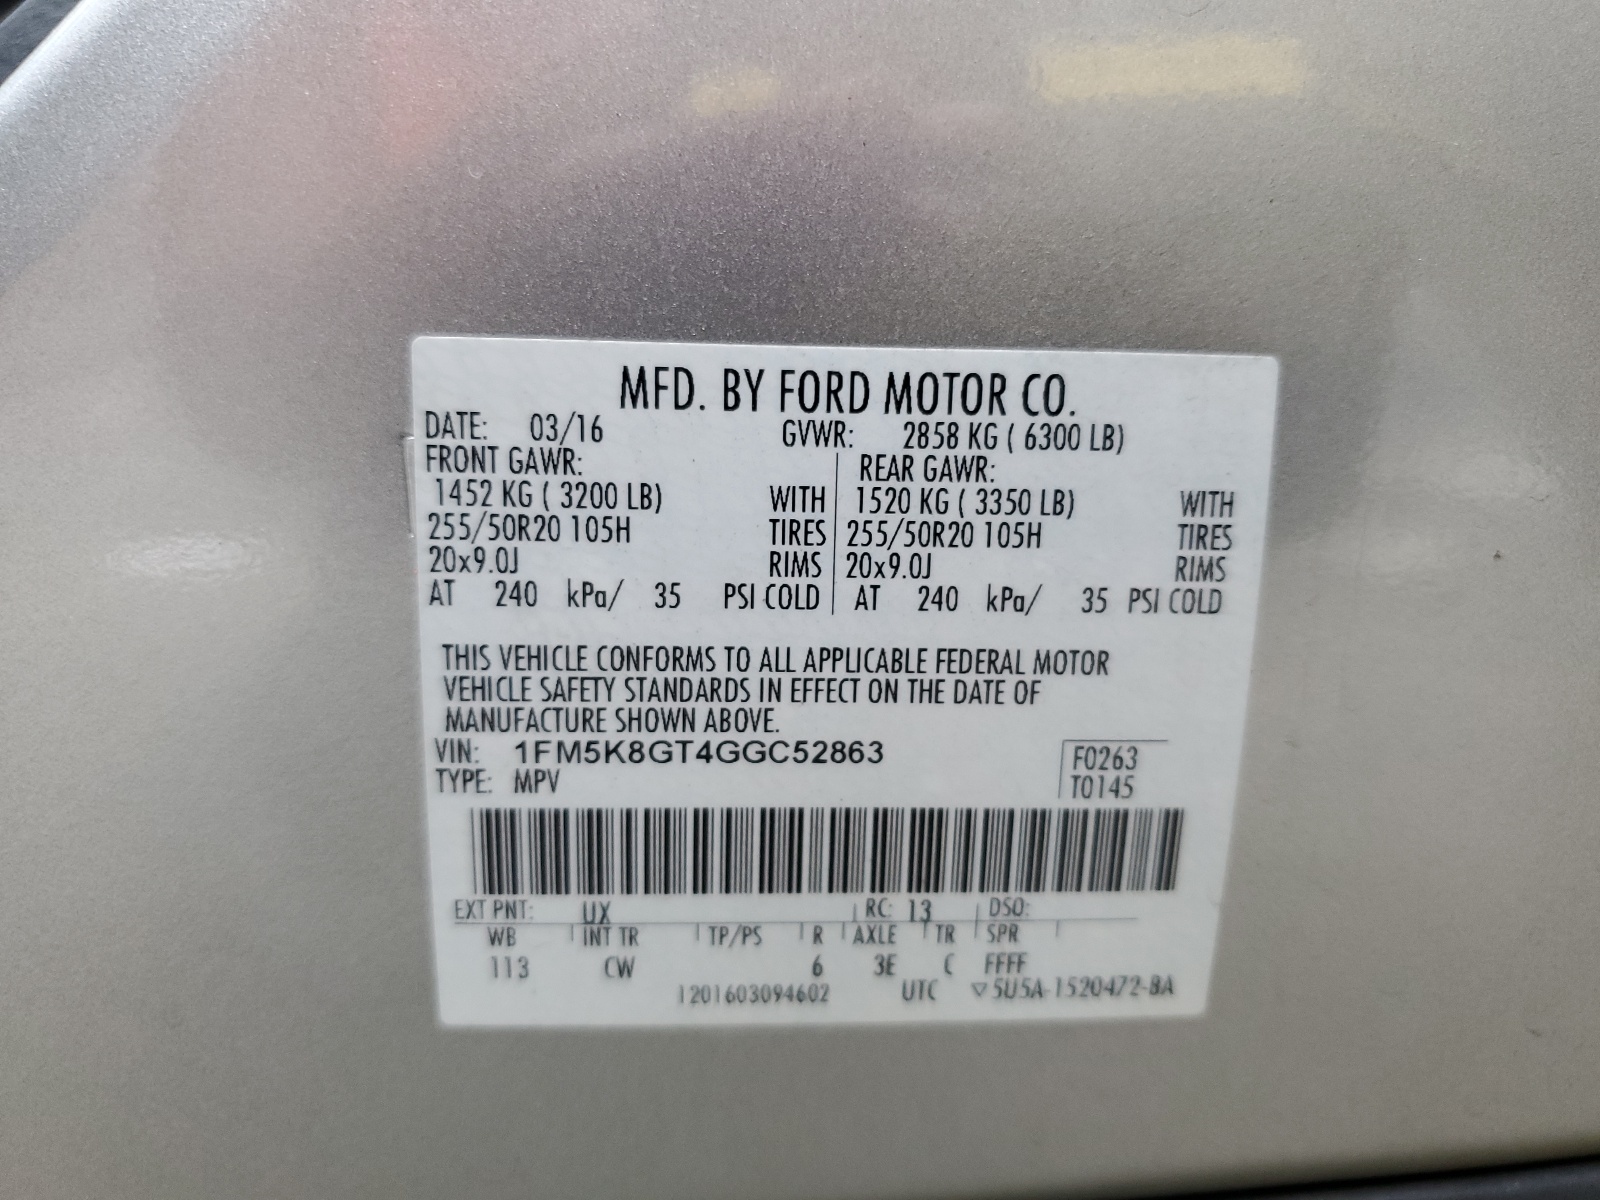 MFD. BY FORD MOTOR CO.
DATE: 03/16 GVWR: 2858 KG ( 6300 LB)
FRONT GAWR: REAR GAWR:
1452 KG ( 3200 LB) WITH 1520 KG ( 3350 LB) WITH
255/50R20 105H TIRES 255/50R20 105H TIRES
20x9.0J RIMS 20x9.0J RIMS
AT 240 kPa/ 35 PSI COLD AT 240 kPa/ 35 PSI COLD
THIS VEHICLE CONFORMS TO ALL APPLICABLE FEDERAL MOTOR
VEHICLE SAFETY STANDARDS IN EFFECT ON THE DATE OF
MANUFACTURE SHOWN ABOVE.
VIN: 1FM5K8GT4GGC52863 F0263
TYPE: MPV T0145
EXT PNT: UX RC: 13 DSO:
WB INT TR TP/PS R AXLE TR SPR
113 CW 6 3E C FFFF
1201603094602 UTC ▽5U5A-1520472-BA